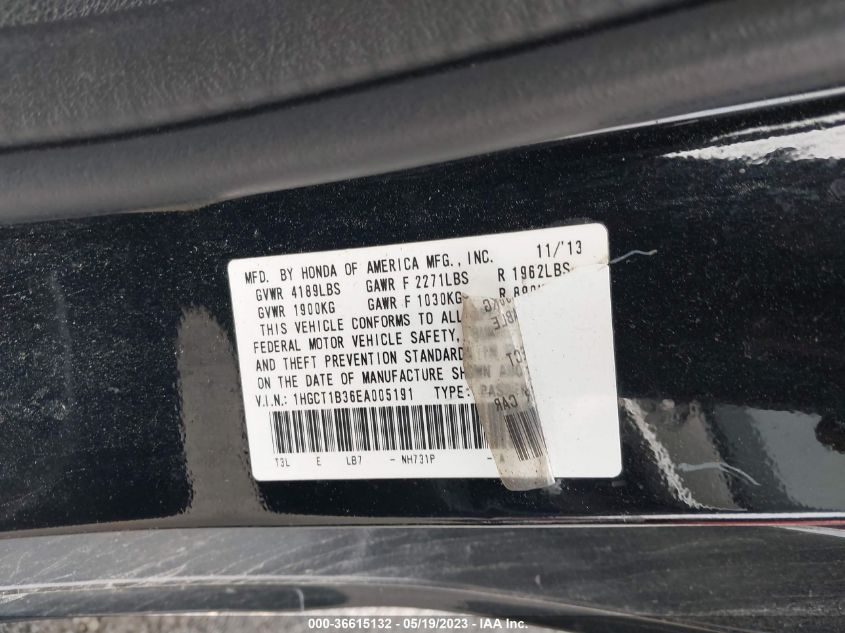 MFD. BY HONDA OF AMERICA MFG., INC. 11/'13
GVWR 4189LBS GAWR F 2271LBS R 1962LBS
GVWR 1900KG GAWR F 1030KG R
THIS VEHICLE CONFORMS TO ALL
FEDERAL MOTOR VEHICLE SAFETY,
AND THEFT PREVENTION
ON THE DATE OF MANUFACTURE
V.I.N.: 1HGCT1B36EA005191 TYPE:
CAR
T3L E LB7 - NH731P - A
000-36615132 - 05/19/2023 - IAA Inc.